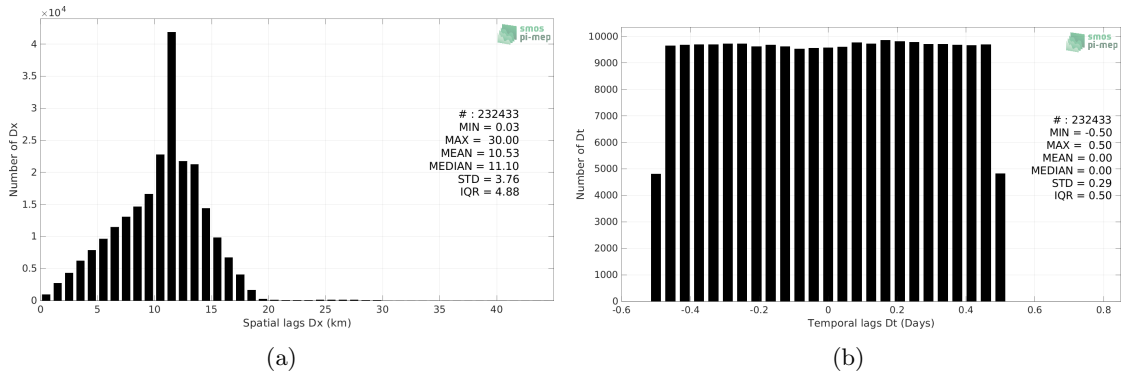 ×10⁴
4
3.5
3
2.5
2
1.5
1
0.5
0
Number of Dx
0 5 10 15 20 25 30 35 40
Spatial lags Dx (km)
smos
pi-mep
# : 232433
MIN = 0.03
MAX = 30.00
MEAN = 10.53
MEDIAN = 11.10
STD = 3.76
IQR = 4.88
(a)
10000
9000
8000
7000
6000
5000
4000
3000
2000
1000
0
Number of Dt
-0.6 -0.4 -0.2 0 0.2 0.4 0.6 0.8
Temporal lags Dt (Days)
smos
pi-mep
# : 232433
MIN = -0.50
MAX = 0.50
MEAN = 0.00
MEDIAN = 0.00
STD = 0.29
IQR = 0.50
(b)